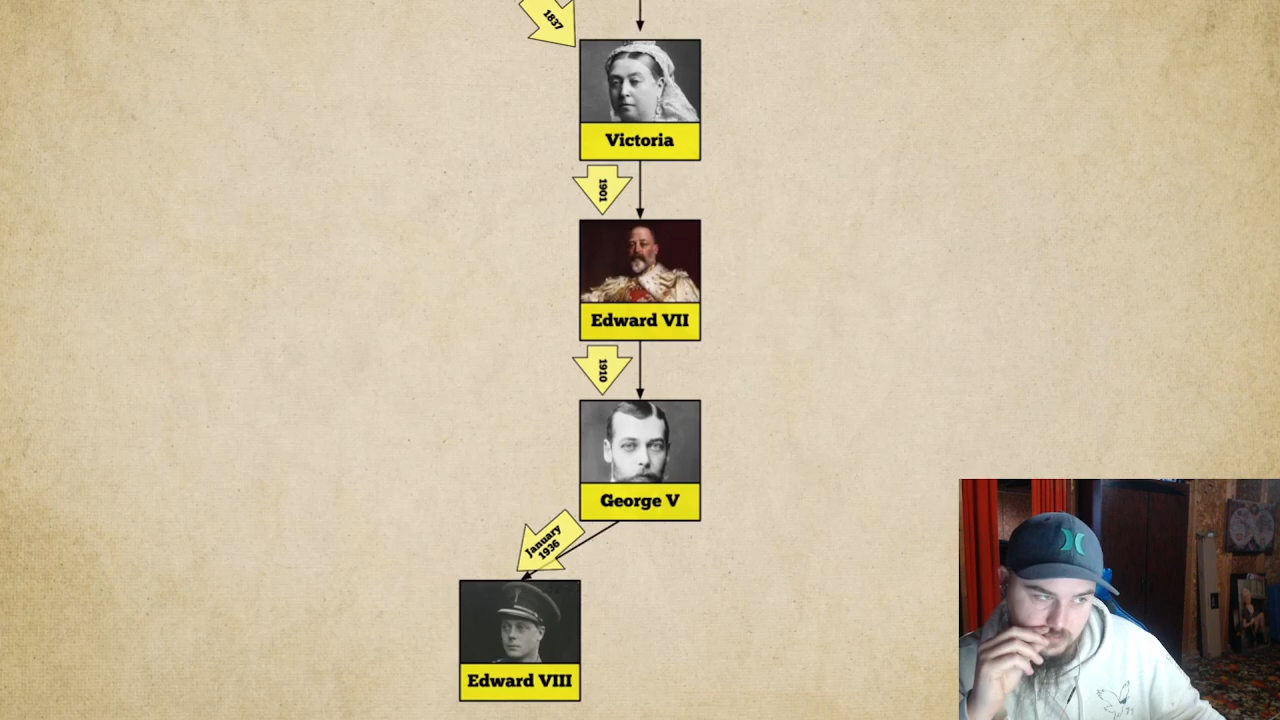 1837
Victoria
1901
Edward VII
1910
George V
January
1936
Edward VIII